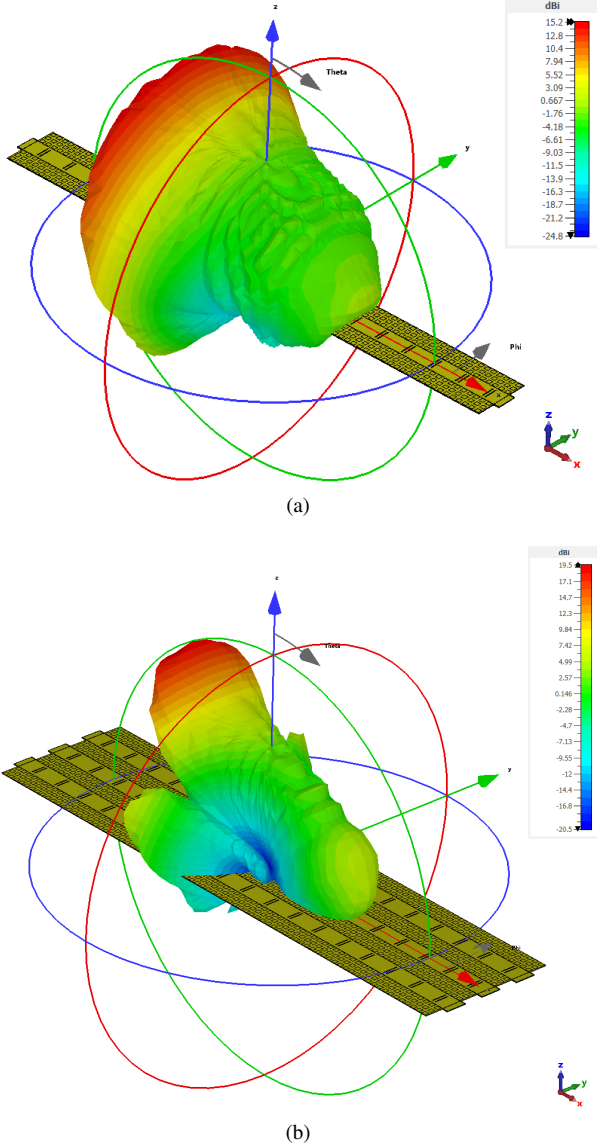 z
dBi
15.2
12.8
10.4
7.94
5.52
3.09
0.667
-1.76
-4.18
-6.61
-9.03
-11.5
-13.9
-16.3
-18.7
-21.2
-24.8
Theta
y
Phi
x
z
y
x
(a)
dBi
19.5
17.1
14.7
12.3
9.84
7.42
4.99
2.57
0.146
-2.28
-4.7
-7.13
-9.55
-12
-14.4
-16.8
-20.5
z
Theta
y
Phi
z
y
x
(b)